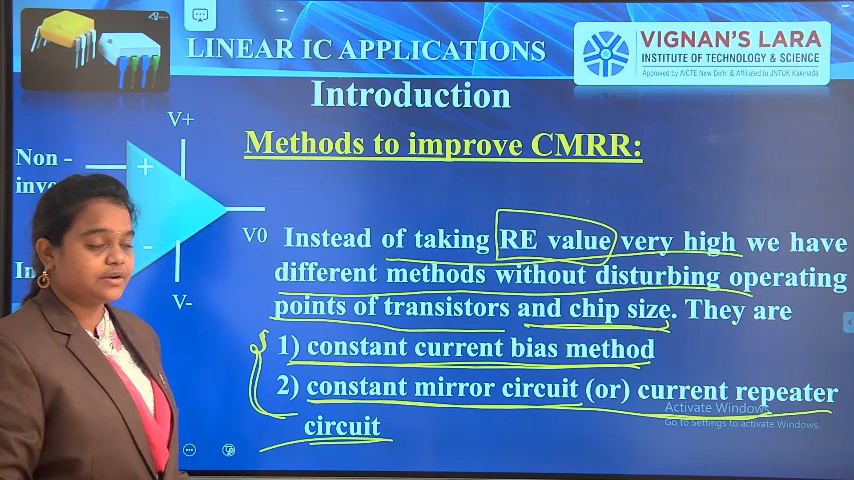 LINEAR IC APPLICATIONS
VIGNAN'S LARA
INSTITUTE OF TECHNOLOGY & SCIENCE
Approved by AICTE New Delhi & Affiliated to JNTUK Kakinada
Introduction
V+
Methods to improve CMRR:
Non -
inve
+
-
In
V0
V-
Instead of taking RE value very high we have
different methods without disturbing operating
points of transistors and chip size. They are
1) constant current bias method
2) constant mirror circuit (or) current repeater
circuit
Activate Windows
Go to Settings to activate Windows.